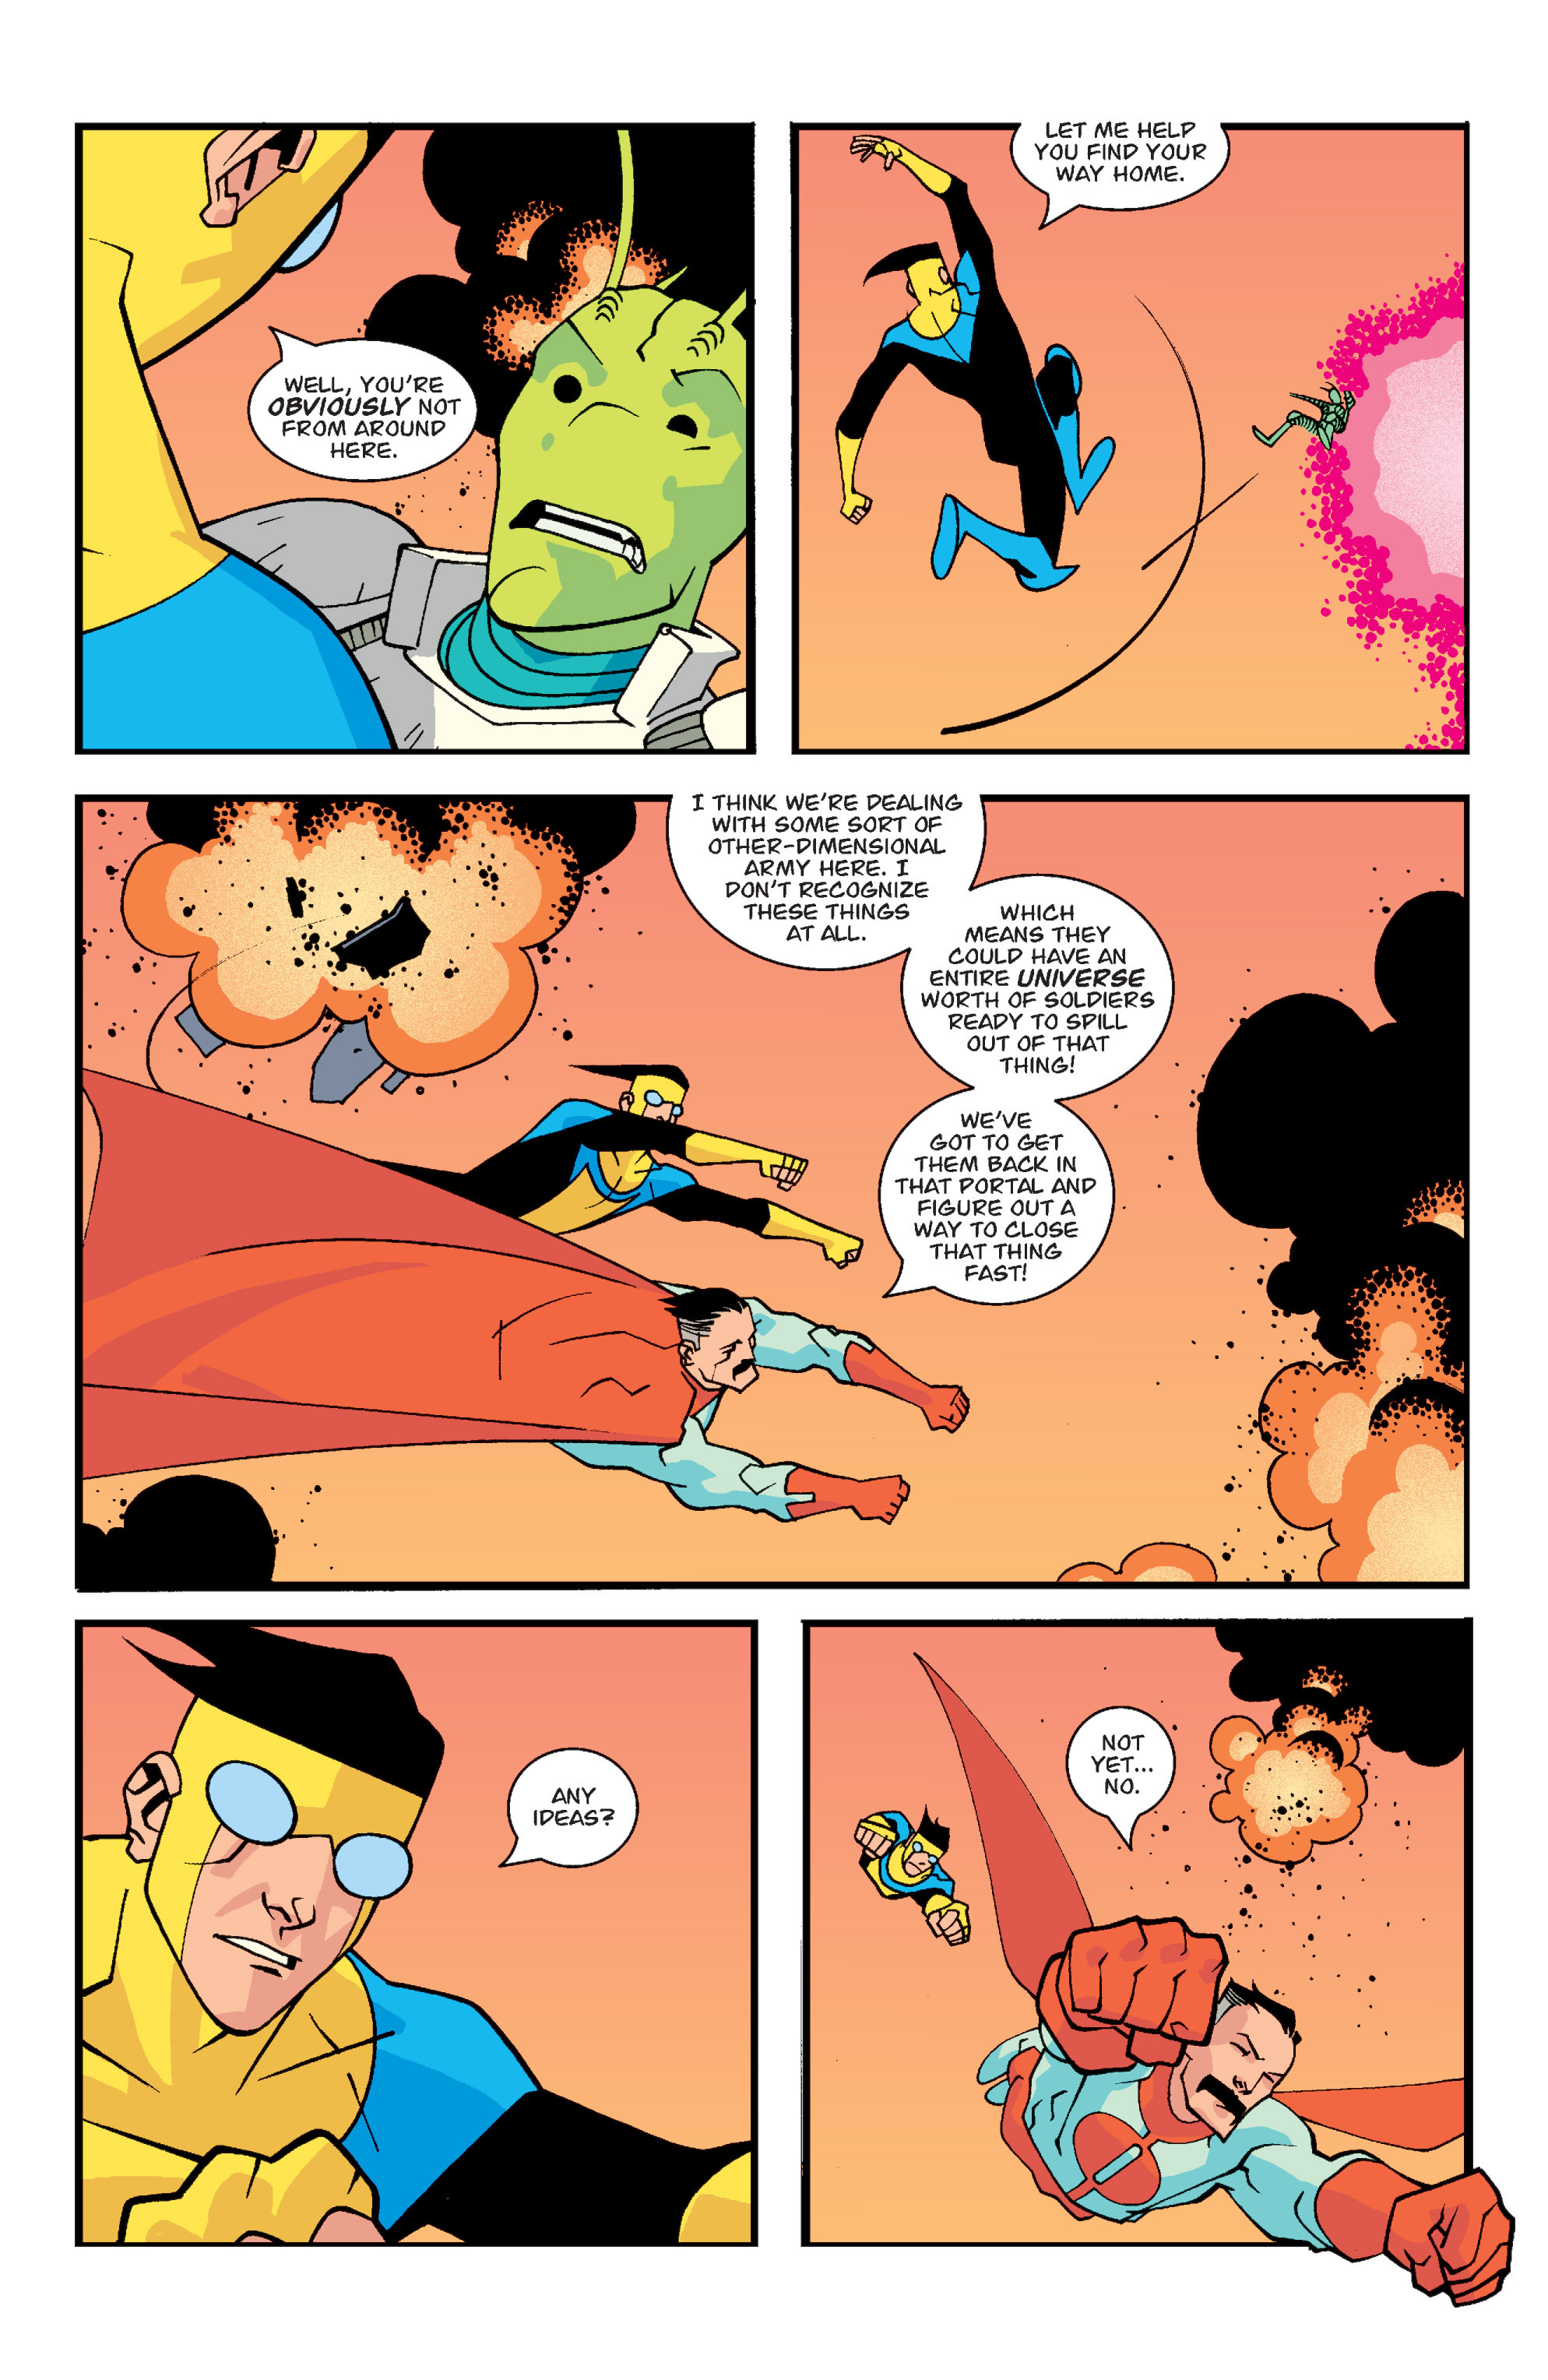 WELL, YOU'RE
OBVIOUSLY NOT
FROM AROUND
HERE.
LET ME HELP
YOU FIND YOUR
WAY HOME.
I THINK WE'RE DEALING
WITH SOME SORT OF
OTHER-DIMENSIONAL
ARMY HERE. I
DON'T RECOGNIZE
THESE THINGS
AT ALL.
WHICH
MEANS THEY
COULD HAVE AN
ENTIRE UNIVERSE
WORTH OF SOLDIERS
READY TO SPILL
OUT OF THAT
THING!
WE'VE
GOT TO GET
THEM BACK IN
THAT PORTAL AND
FIGURE OUT A
WAY TO CLOSE
THAT THING
FAST!
ANY
IDEAS?
NOT
YET...
NO.